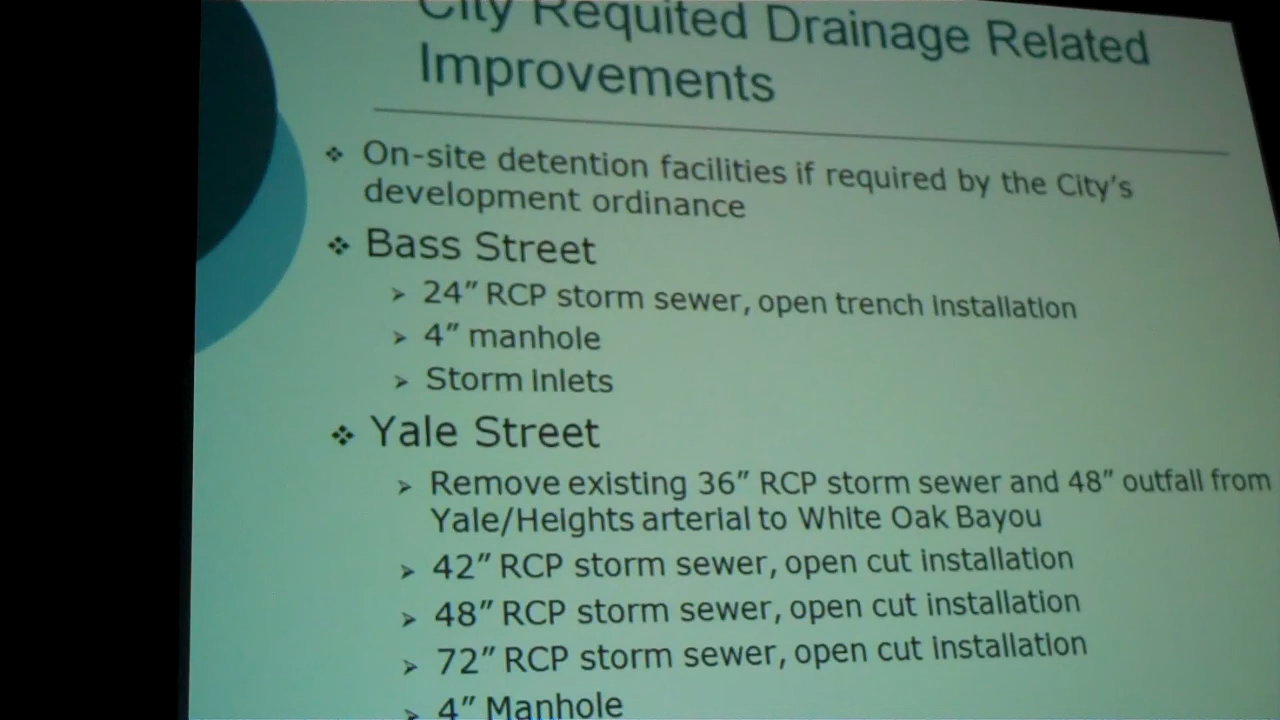 City Requited Drainage Related
Improvements
❖ On-site detention facilities if required by the City's
development ordinance
❖ Bass Street
➢ 24" RCP storm sewer, open trench installation
➢ 4" manhole
➢ Storm Inlets
❖ Yale Street
➢ Remove existing 36" RCP storm sewer and 48" outfall from
Yale/Heights arterial to White Oak Bayou
➢ 42" RCP storm sewer, open cut installation
➢ 48" RCP storm sewer, open cut installation
➢ 72" RCP storm sewer, open cut installation
➢ 4" Manhole